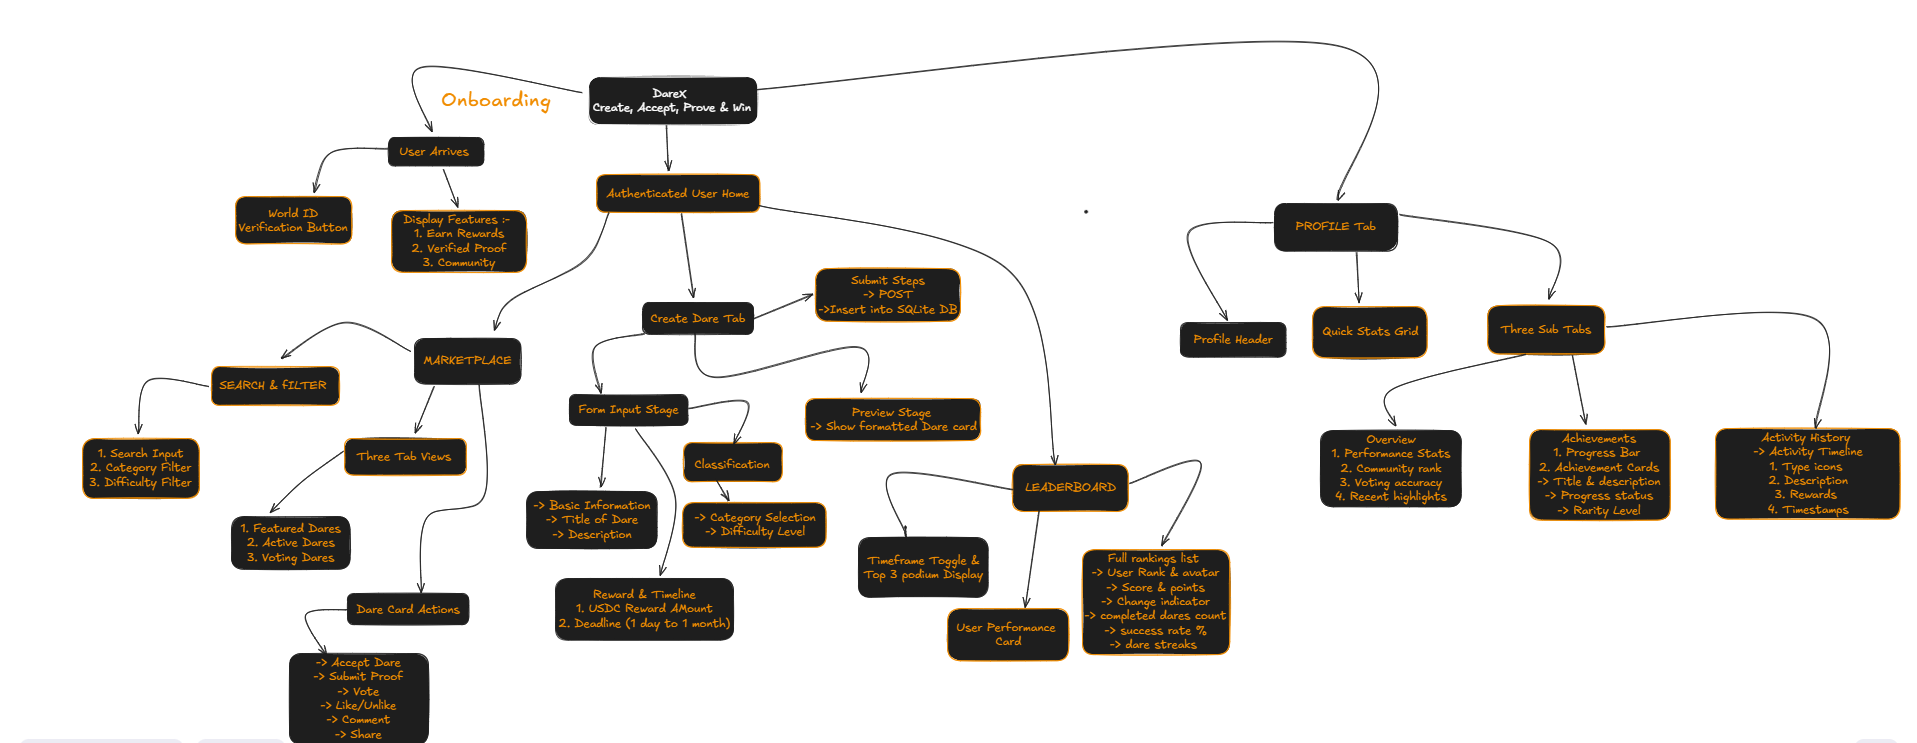 DareX
Create, Accept, Prove & Win
Onboarding
User Arrives
World ID
Verification Button
Display Features :-
1. Earn Rewards
2. Verified Proof
3. Community
Authenticated User Home
MARKETPLACE
SEARCH & fILTER
1. Search Input
2. Category Filter
3. Difficulty Filter
Three Tab Views
1. Featured Dares
2. Active Dares
3. Voting Dares
Dare Card Actions
-> Accept Dare
-> Submit Proof
-> Vote
-> Like/Unlike
-> Comment
-> Share
Create Dare Tab
Submit Steps
-> POST
->Insert into SQLite DB
Form Input Stage
-> Basic Information
-> Title of Dare
-> Description
Reward & Timeline
1. USDC Reward AMount
2. Deadline (1 day to 1 month)
Classification
-> Category Selection
-> Difficulty Level
Preview Stage
-> Show formatted Dare card
LEADERBOARD
Timeframe Toggle &
Top 3 podium Display
User Performance
Card
Full rankings list
-> User Rank & avatar
-> Score & points
-> Change indicator
-> completed dares count
-> success rate %
-> dare streaks
PROFILE Tab
Profile Header
Quick Stats Grid
Three Sub Tabs
Overview
1. Performance Stats
2. Community rank
3. Voting accuracy
4. Recent highlights
Achievements
1. Progress Bar
2. Achievement Cards
-> Title & description
-> Progress status
-> Rarity Level
Activity History
-> Activity Timeline
1. Type icons
2. Description
3. Rewards
4. Timestamps